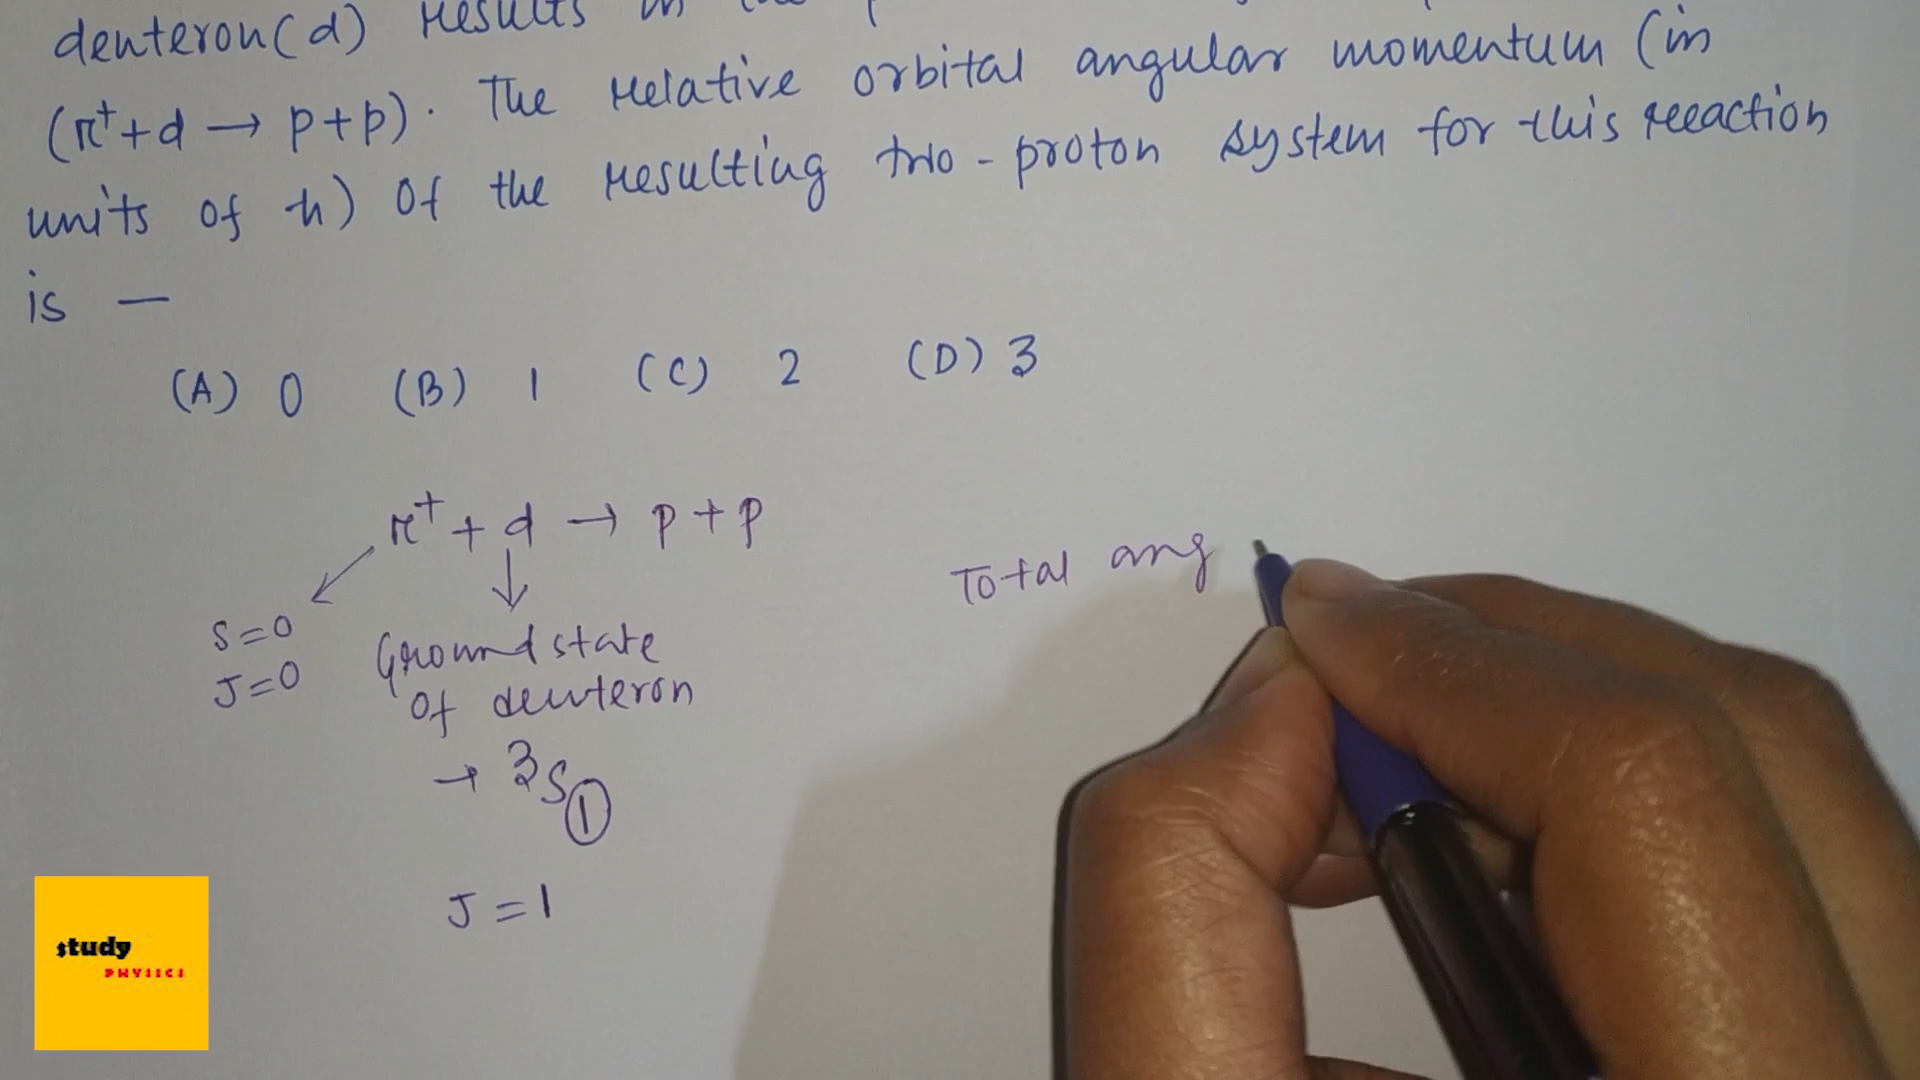 deuteron(d) results in
(π⁺+d → p+p). The relative orbital angular momentum (in
units of ħ) of the resulting two-proton system for this reaction
is —
(A) 0 (B) 1 (C) 2 (D) 3
π⁺ + d → p + p
Total ang
S=0
J=0
Ground state
of deuteron
→ ³S①
J = 1
study
PHYSICS